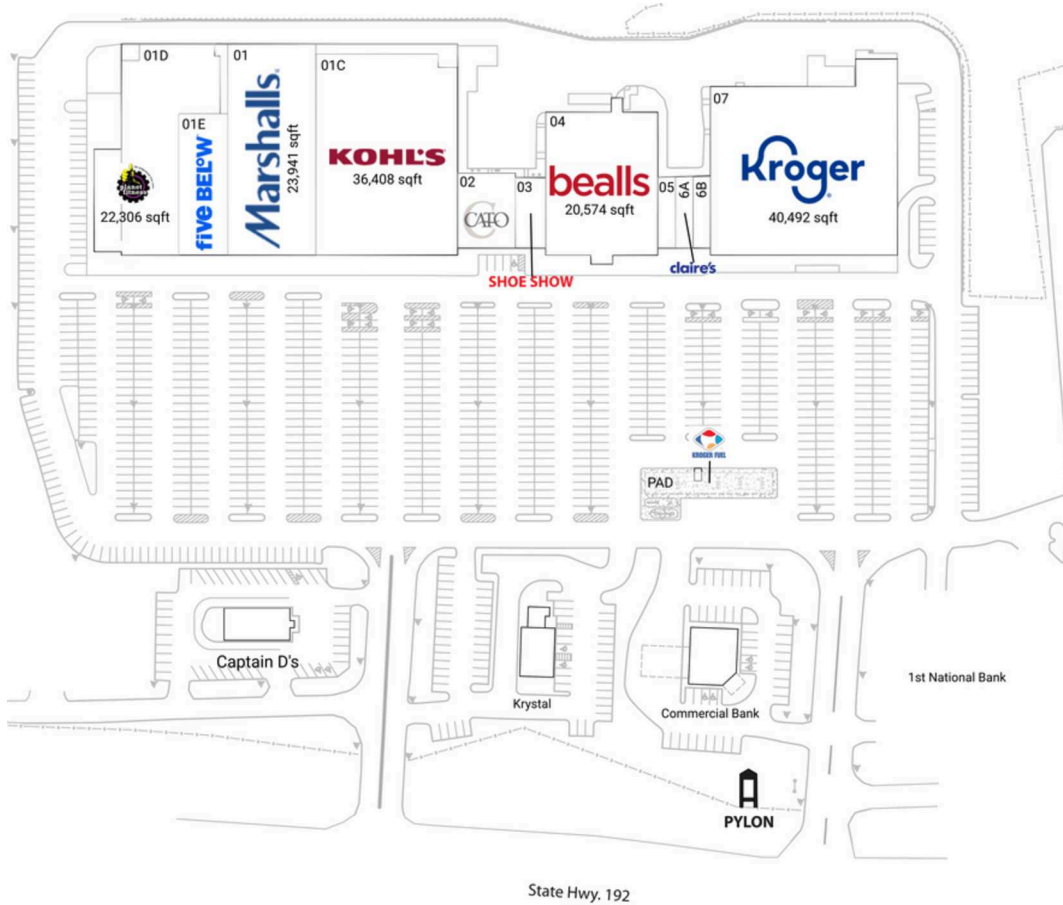 01D
01
01C
01E
planet fitness
22,306 sqft
five BELOW
Marshalls.
23,941 sqft
KOHL'S
36,408 sqft
02
CATO
03
SHOE SHOW
04
bealls
20,574 sqft
05
6A
6B
claire's
07
Kroger
40,492 sqft
KROGER FUEL
PAD
Captain D's
Krystal
Commercial Bank
1st National Bank
PYLON
State Hwy. 192